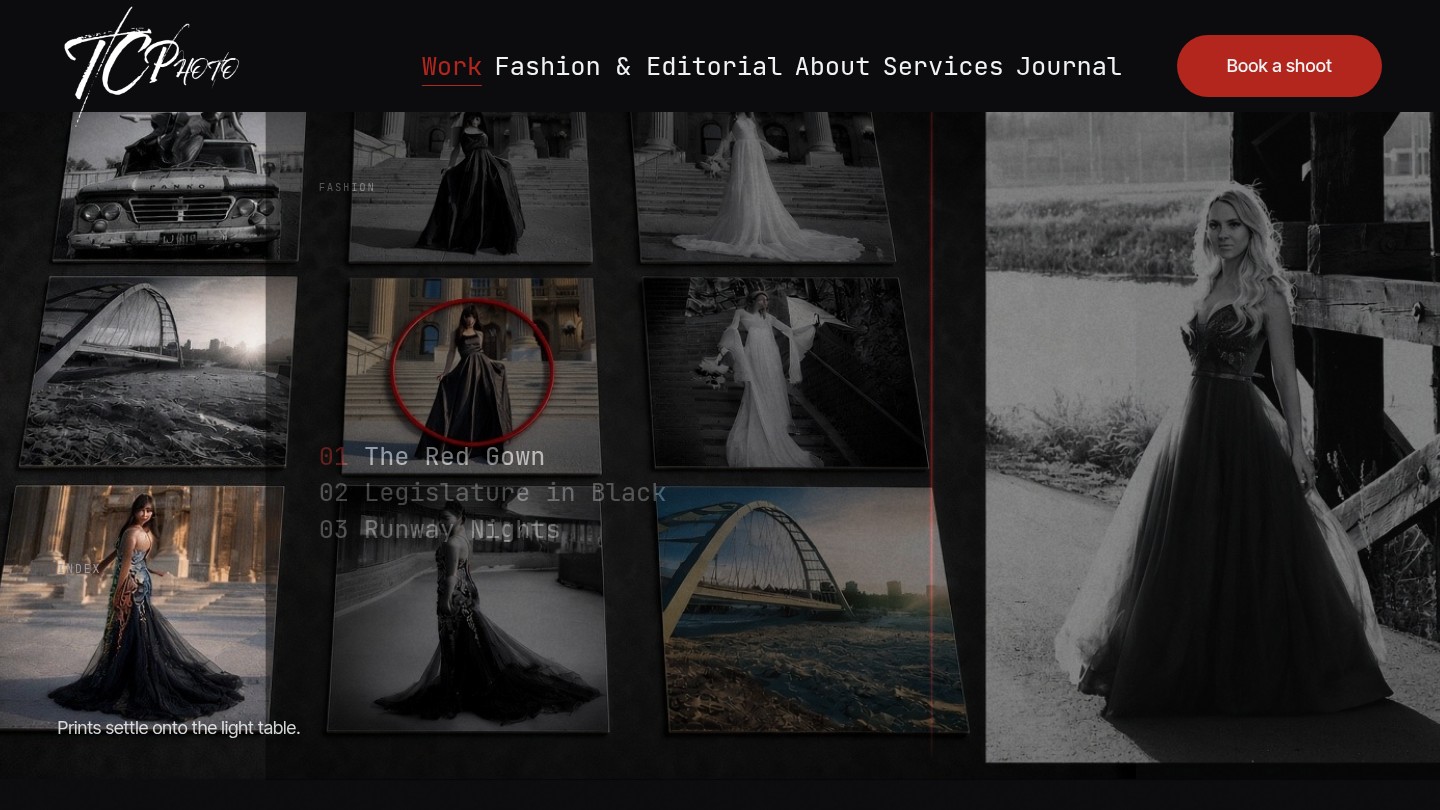 TCPHOTO
Work Fashion & Editorial About Services Journal
Book a shoot
FASHION
01 The Red Gown
02 Legislature in Black
03 Runway Nights
INDEX
Prints settle onto the light table.